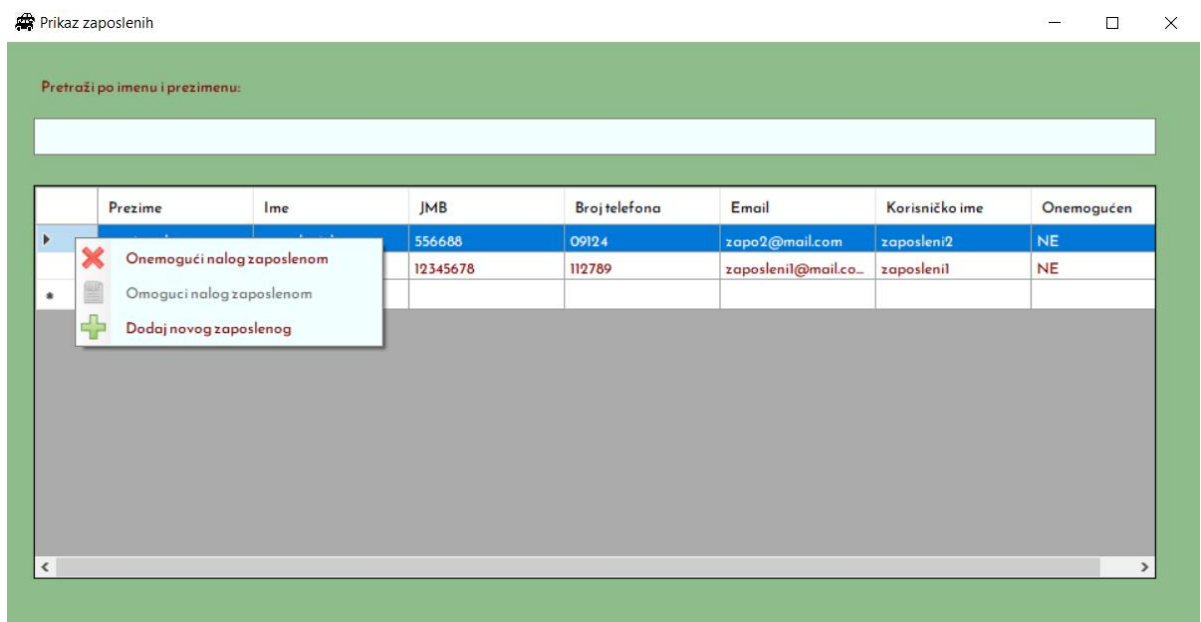 Prikaz zaposlenih
Pretraži po imenu i prezimenu:
Prezime Ime JMB Broj telefona Email Korisničko ime Onemogućen
556688 09124 zapo2@mail.com zaposleni2 NE
12345678 112789 zaposleni1@mail.co... zaposleni1 NE
Onemogući nalog zaposlenom
Omoguci nalog zaposlenom
Dodaj novog zaposlenog